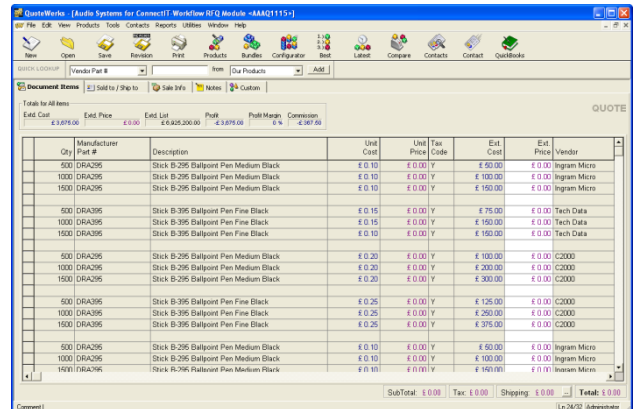 QuoteWerks - [Audio Systems for ConnectIT-Workflow RFQ Module <AAAQ1115>]
File Edit View Products Tools Contacts Reports Utilities Window Help
New Open Save Revision Print Products Bundles Configurator Best Latest Compare Contacts Contact QuickBooks
QUICK LOOKUP Vendor Part # from Our Products Add
Document Items Sold to / Ship to Sale Info Notes Custom
Totals for All items
QUOTE
Extd. Cost Extd. Price Extd. List Profit Profit Margin Commission
£ 3,675.00 £ 0.00 £ 6,925,200.00 -£ 3,675.00 0 % -£ 367.50
Qty Manufacturer Part # Description Unit Cost Unit Price Tax Code Ext. Cost Ext. Price Vendor
500 DRA295 Stick B-295 Ballpoint Pen Medium Black £ 0.10 £ 0.00 Y £ 50.00 £ 0.00 Ingram Micro
1000 DRA295 Stick B-295 Ballpoint Pen Medium Black £ 0.10 £ 0.00 Y £ 100.00 £ 0.00 Ingram Micro
1500 DRA295 Stick B-295 Ballpoint Pen Medium Black £ 0.10 £ 0.00 Y £ 150.00 £ 0.00 Ingram Micro
500 DRA395 Stick B-395 Ballpoint Pen Fine Black £ 0.15 £ 0.00 Y £ 75.00 £ 0.00 Tech Data
1000 DRA395 Stick B-395 Ballpoint Pen Fine Black £ 0.15 £ 0.00 Y £ 150.00 £ 0.00 Tech Data
1500 DRA395 Stick B-395 Ballpoint Pen Fine Black £ 0.10 £ 0.00 Y £ 150.00 £ 0.00 Tech Data
500 DRA295 Stick B-295 Ballpoint Pen Medium Black £ 0.20 £ 0.00 Y £ 100.00 £ 0.00 C2000
1000 DRA295 Stick B-295 Ballpoint Pen Medium Black £ 0.20 £ 0.00 Y £ 200.00 £ 0.00 C2000
1500 DRA295 Stick B-295 Ballpoint Pen Medium Black £ 0.20 £ 0.00 Y £ 300.00 £ 0.00 C2000
500 DRA395 Stick B-395 Ballpoint Pen Fine Black £ 0.25 £ 0.00 Y £ 125.00 £ 0.00 C2000
1000 DRA395 Stick B-395 Ballpoint Pen Fine Black £ 0.25 £ 0.00 Y £ 250.00 £ 0.00 C2000
1500 DRA395 Stick B-395 Ballpoint Pen Fine Black £ 0.25 £ 0.00 Y £ 375.00 £ 0.00 C2000
500 DRA295 Stick B-295 Ballpoint Pen Medium Black £ 0.10 £ 0.00 Y £ 50.00 £ 0.00 Ingram Micro
1000 DRA295 Stick B-295 Ballpoint Pen Medium Black £ 0.10 £ 0.00 Y £ 100.00 £ 0.00 Ingram Micro
1500 DRA295 Stick B-295 Ballpoint Pen Medium Black £ 0.10 £ 0.00 Y £ 150.00 £ 0.00 Ingram Micro
SubTotal: £ 0.00 Tax: £ 0.00 Shipping: £ 0.00 ... Total: £ 0.00
Comment1 Ln 24/32 Administrator